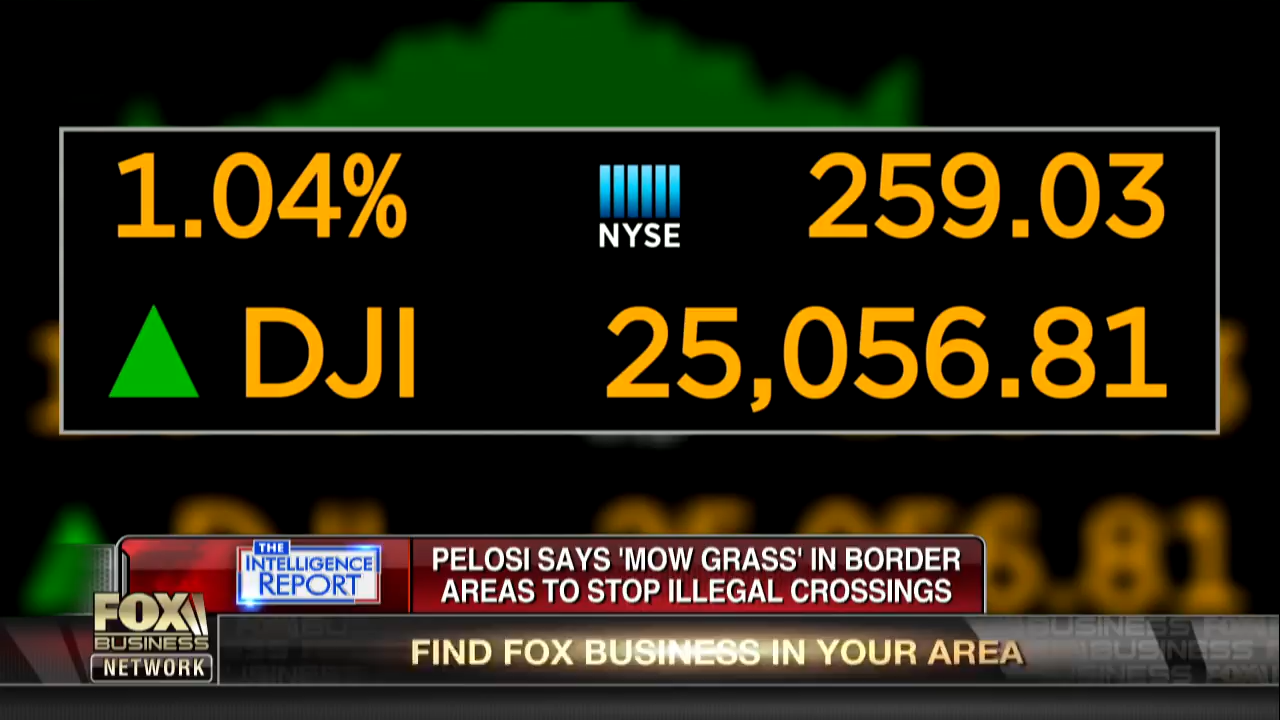 1.04%
NYSE
259.03
DJI
25,056.81
THE
INTELLIGENCE
REPORT
PELOSI SAYS 'MOW GRASS' IN BORDER
AREAS TO STOP ILLEGAL CROSSINGS
FOX
BUSINESS
NETWORK
FIND FOX BUSINESS IN YOUR AREA